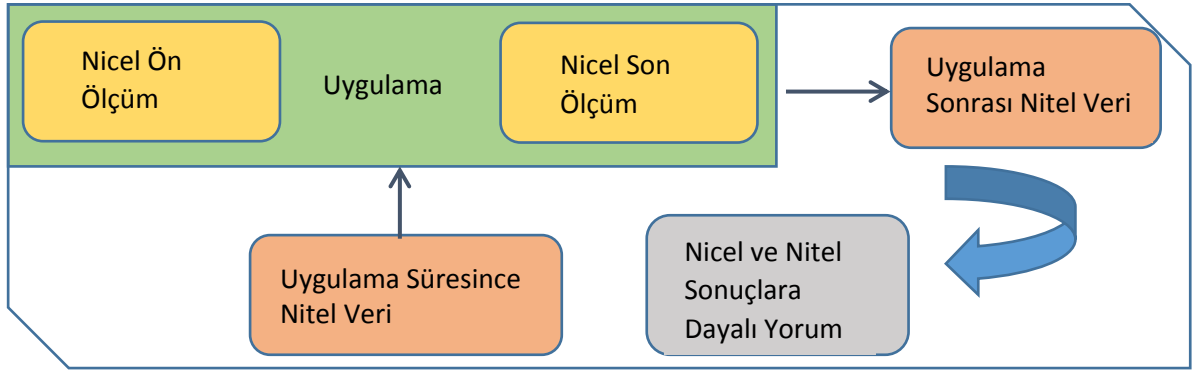 Nicel Ön
Ölçüm
Uygulama
Nicel Son
Ölçüm
Uygulama
Sonrası Nitel Veri
Uygulama Süresince
Nitel Veri
Nicel ve Nitel
Sonuçlara
Dayalı Yorum